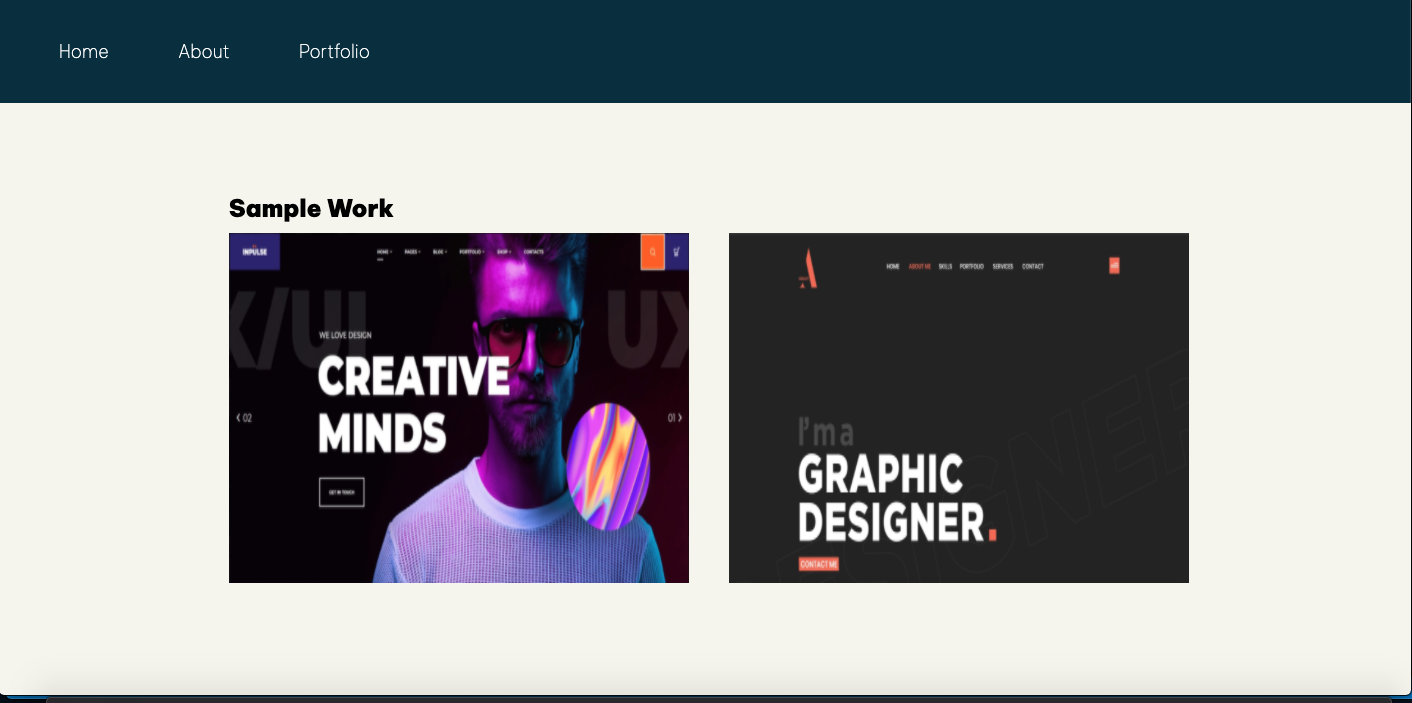 Home About Portfolio
Sample Work
INPULSE
HOME PAGES BLOG PORTFOLIO SHOP CONTACTS
X/UI UX
WE LOVE DESIGN
CREATIVE
MINDS
02 01
GET IN TOUCH
HOME ABOUT ME SKILLS PORTFOLIO SERVICES CONTACT
I'm a
GRAPHIC
DESIGNER.
CONTACT ME